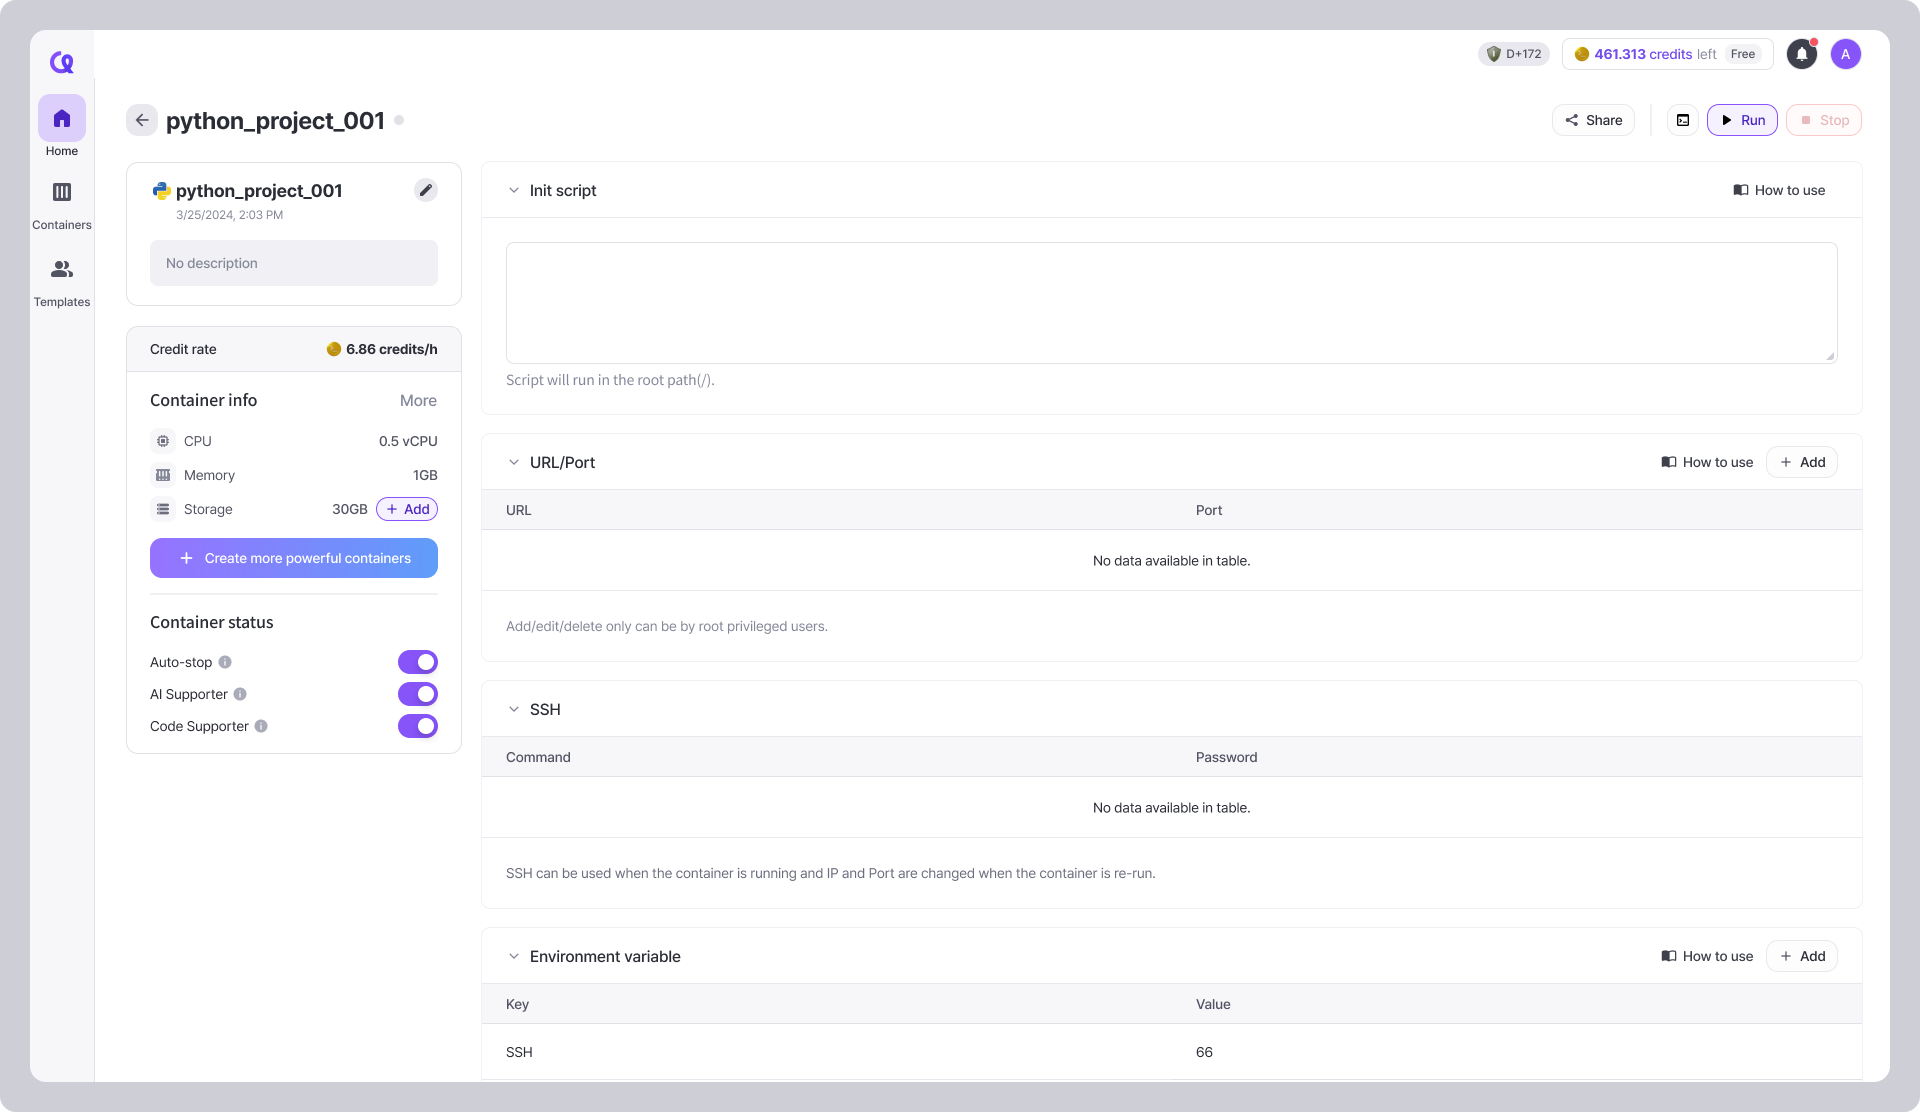 D+172
461.313 credits left Free
A
Home
Containers
Templates
python_project_001
Share
Run
Stop
python_project_001
3/25/2024, 2:03 PM
No description
Credit rate 6.86 credits/h
Container info More
CPU 0.5 vCPU
Memory 1GB
Storage 30GB + Add
+ Create more powerful containers
Container status
Auto-stop
AI Supporter
Code Supporter
Init script How to use
Script will run in the root path(/).
URL/Port How to use + Add
URL Port
No data available in table.
Add/edit/delete only can be by root privileged users.
SSH
Command Password
No data available in table.
SSH can be used when the container is running and IP and Port are changed when the container is re-run.
Environment variable How to use + Add
Key Value
SSH 66